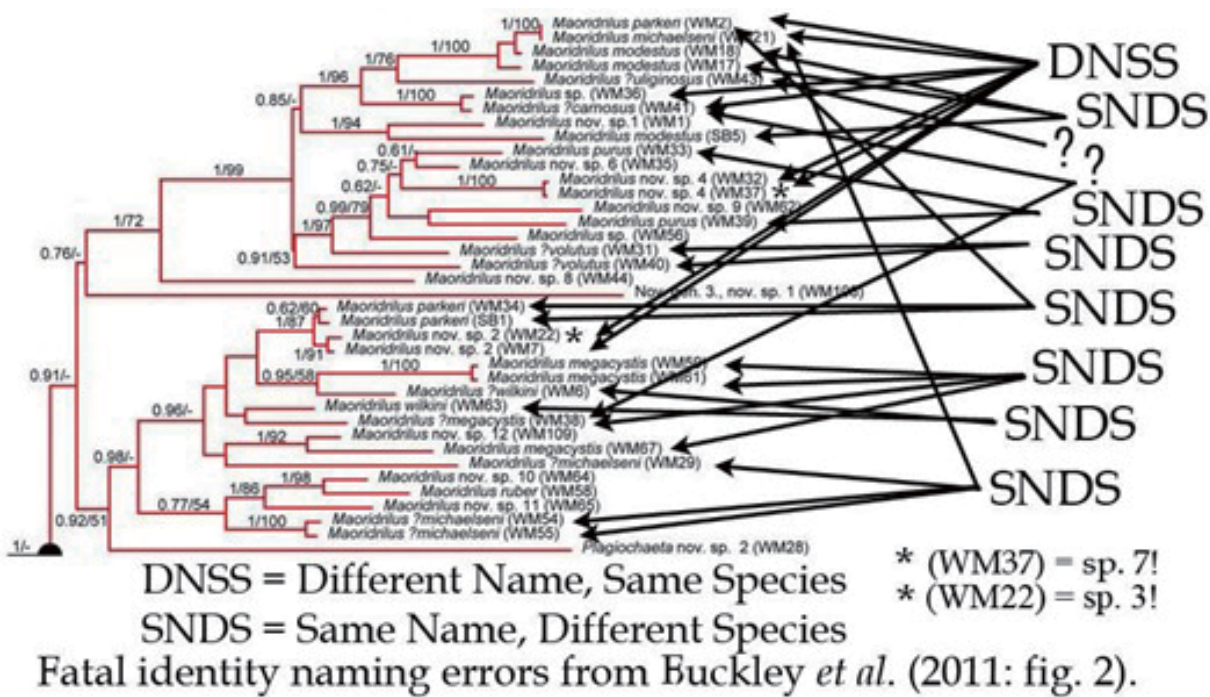 1/100 Maoridrilus parkeri (WM2)
Maoridrilus michaelseni (WM21)
1/100 Maoridrilus modestus (WM18)
1/76 Maoridrilus modestus (WM17)
1/96 Maoridrilus ?uliginosus (WM43)
DNSS
0.85/- Maoridrilus sp. (WM36)
1/100 Maoridrilus ?carnosus (WM41)
SNDS
Maoridrilus nov. sp.1 (WM1)
1/94 Maoridrilus modestus (SB5)
?
0.61/- Maoridrilus purus (WM33)
?
0.75/- Maoridrilus nov. sp. 6 (WM35)
1/99 Maoridrilus nov. sp. 4 (WM32)
0.62/- 1/100 Maoridrilus nov. sp. 4 (WM37) *
0.99/79 Maoridrilus nov. sp. 9 (WM62)
SNDS
1/72 1/97 Maoridrilus purus (WM39)
Maoridrilus sp. (WM56)
0.76/- Maoridrilus ?volutus (WM31)
SNDS
0.91/53 Maoridrilus ?volutus (WM40)
Maoridrilus nov. sp. 8 (WM44)
Nov. gen. 3., nov. sp. 1
0.62/60 Maoridrilus parkeri (WM34)
SNDS
1/87 Maoridrilus parkeri (SB1)
Maoridrilus nov. sp. 2 (WM22) *
1/91 Maoridrilus nov. sp. 2 (WM7)
1/100 Maoridrilus megacystis
SNDS
0.91/- 0.95/58 Maoridrilus megacystis
Maoridrilus ?wilkini (WM6)
0.96/- Maoridrilus wilkini (WM63)
Maoridrilus ?megacystis (WM38)
SNDS
1/92 Maoridrilus nov. sp. 12 (WM109)
Maoridrilus megacystis (WM67)
0.98/- Maoridrilus ?michaelseni (WM29)
1/98 Maoridrilus nov. sp. 10 (WM64)
SNDS
1/86 Maoridrilus ruber (WM58)
0.77/54 Maoridrilus nov. sp. 11 (WM65)
0.92/51 1/100 Maoridrilus ?michaelseni (WM54)
Maoridrilus ?michaelseni (WM55)
1/- Plagiochaeta nov. sp. 2 (WM28)
* (WM37) = sp. 7!
DNSS = Different Name, Same Species
* (WM22) = sp. 3!
SNDS = Same Name, Different Species
Fatal identity naming errors from Buckley et al. (2011: fig. 2).